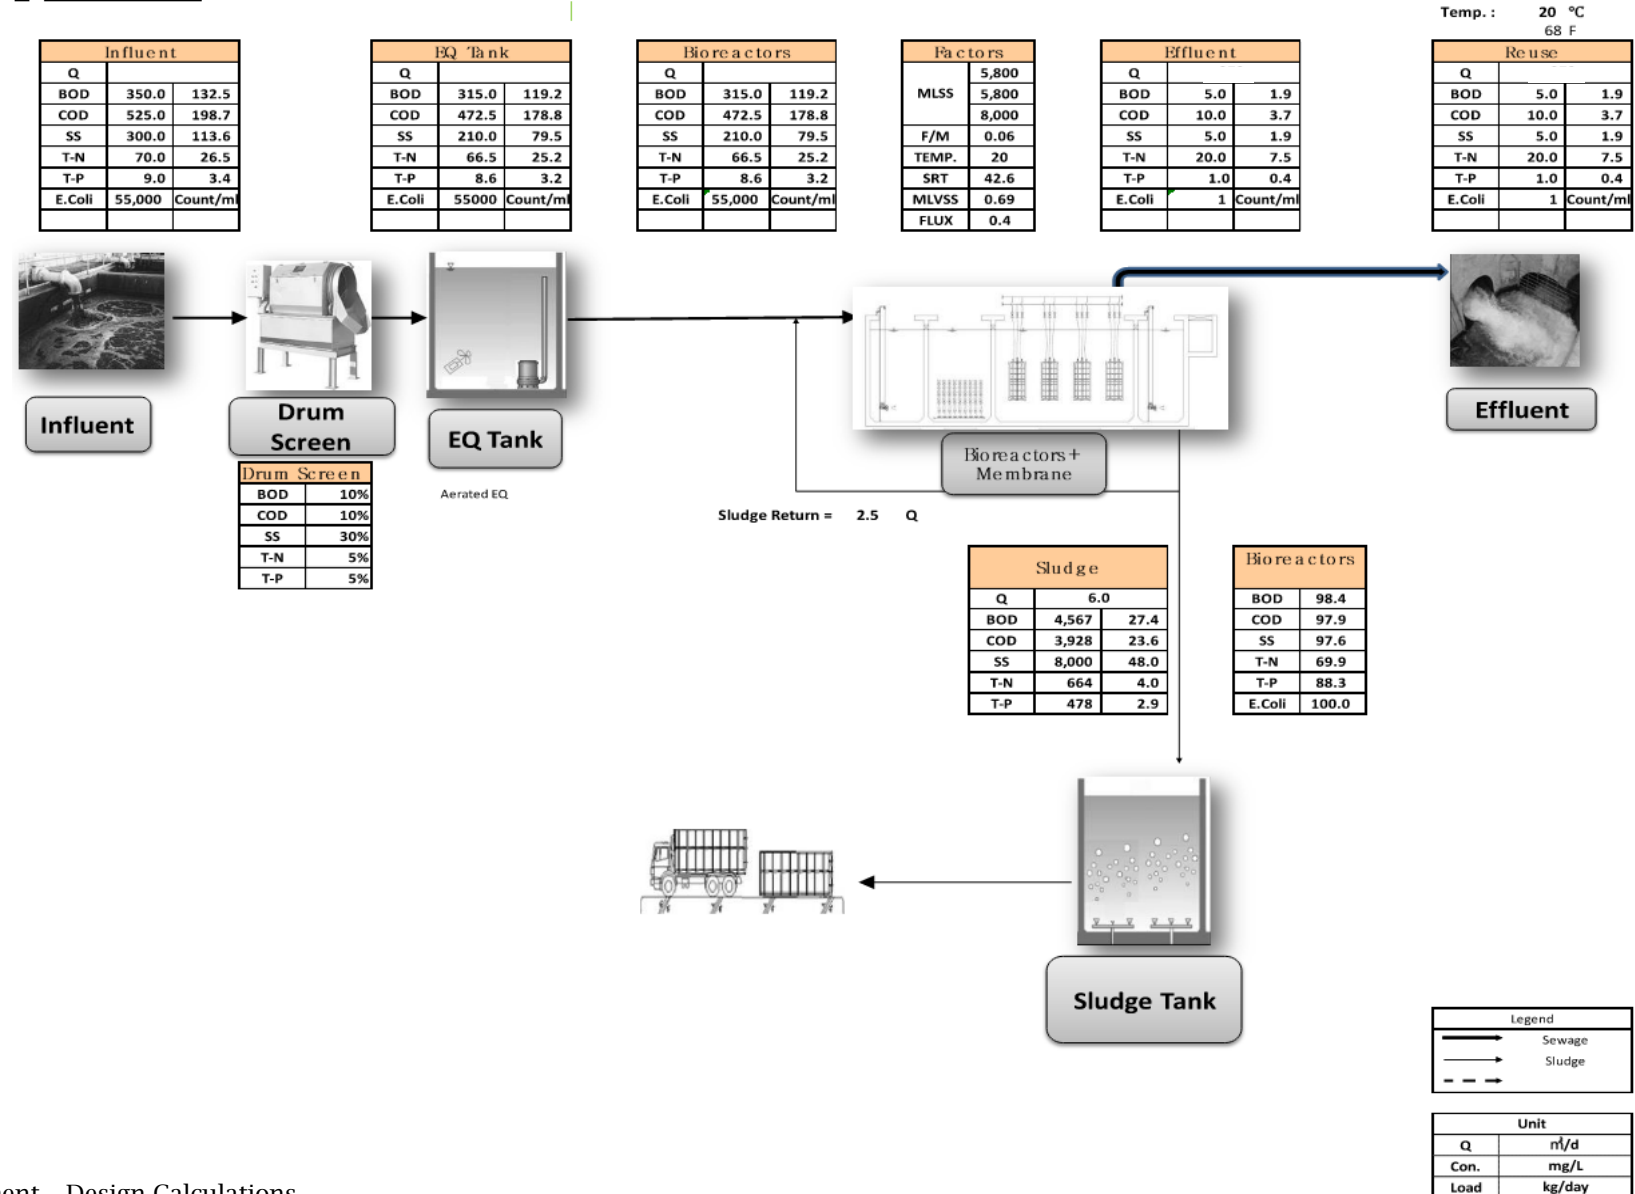 Temp. : 20 ℃
68 F
Influent
Q
BOD 350.0 132.5
COD 525.0 198.7
SS 300.0 113.6
T-N 70.0 26.5
T-P 9.0 3.4
E.Coli 55,000 Count/ml
EQ Tank
Q
BOD 315.0 119.2
COD 472.5 178.8
SS 210.0 79.5
T-N 66.5 25.2
T-P 8.6 3.2
E.Coli 55000 Count/ml
Bioreactors
Q
BOD 315.0 119.2
COD 472.5 178.8
SS 210.0 79.5
T-N 66.5 25.2
T-P 8.6 3.2
E.Coli 55,000 Count/ml
Factors
5,800
MLSS 5,800
8,000
F/M 0.06
TEMP. 20
SRT 42.6
MLVSS 0.69
FLUX 0.4
Effluent
Q
BOD 5.0 1.9
COD 10.0 3.7
SS 5.0 1.9
T-N 20.0 7.5
T-P 1.0 0.4
E.Coli 1 Count/ml
Reuse
Q
BOD 5.0 1.9
COD 10.0 3.7
SS 5.0 1.9
T-N 20.0 7.5
T-P 1.0 0.4
E.Coli 1 Count/ml
Influent
Drum
Screen
EQ Tank
Bioreactors+
Membrane
Effluent
Drum Screen
BOD 10%
COD 10%
SS 30%
T-N 5%
T-P 5%
Aerated EQ
Sludge Return = 2.5 Q
Sludge
Q 6.0
BOD 4,567 27.4
COD 3,928 23.6
SS 8,000 48.0
T-N 664 4.0
T-P 478 2.9
Bioreactors
BOD 98.4
COD 97.9
SS 97.6
T-N 69.9
T-P 88.3
E.Coli 100.0
Sludge Tank
Legend
Sewage
Sludge
Unit
Q ㎥/d
Con. mg/L
Load kg/day
Design Calculations